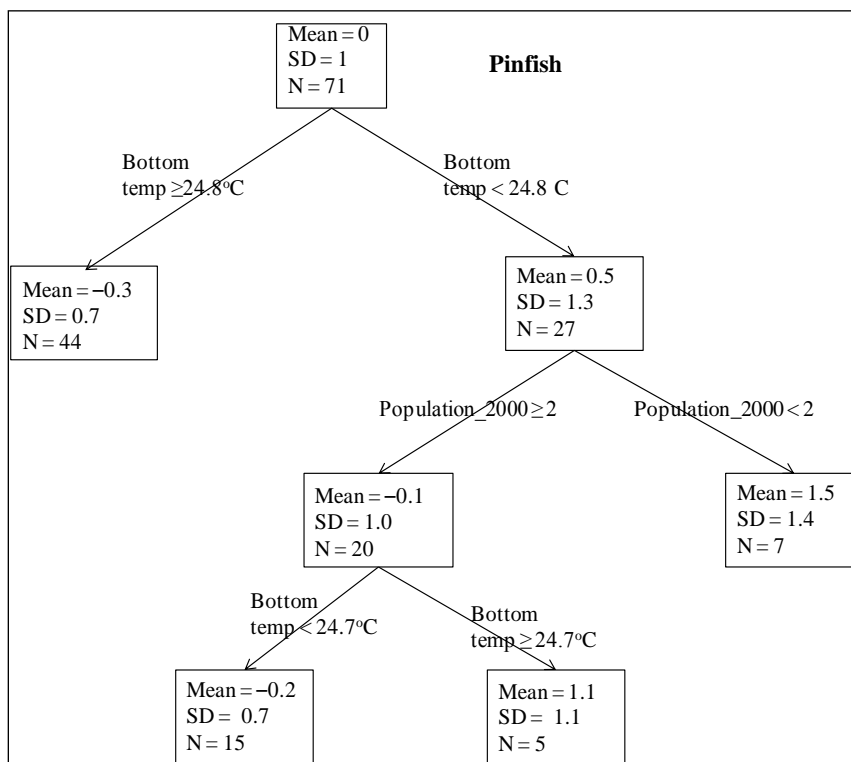 Mean = 0
SD = 1
N = 71
Pinfish
Bottom
temp ≥24.8°C
Bottom
temp < 24.8 C
Mean = −0.3
SD = 0.7
N = 44
Mean = 0.5
SD = 1.3
N = 27
Population_2000 ≥ 2
Population_2000 < 2
Mean = −0.1
SD = 1.0
N = 20
Mean = 1.5
SD = 1.4
N = 7
Bottom
temp < 24.7°C
Bottom
temp ≥ 24.7°C
Mean = −0.2
SD = 0.7
N = 15
Mean = 1.1
SD = 1.1
N = 5